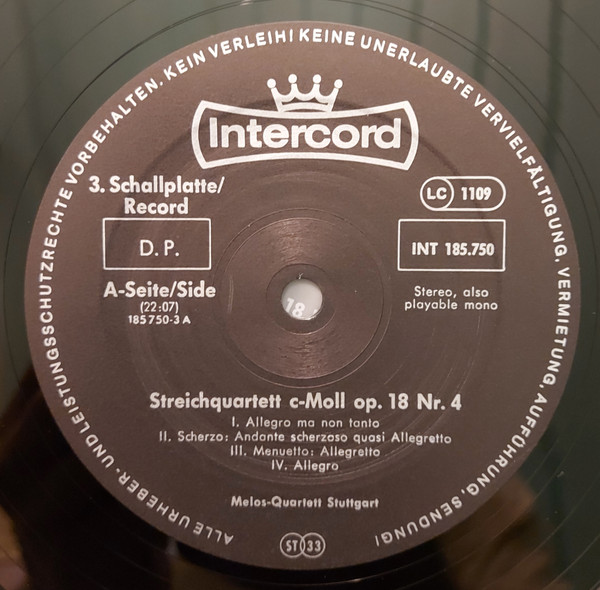 ALLE URHEBER- UND LEISTUNGSSCHUTZRECHTE VORBEHALTEN. KEIN VERLEIH! KEINE UNERLAUBTE VERVIELFÄLTIGUNG, VERMIETUNG, AUFFÜHRUNG, SENDUNG!
Intercord
3. Schallplatte/
Record
D. P.
A-Seite/Side
(22:07)
185 750-3 A
LC 1109
INT 185.750
Stereo, also
playable mono
18
Streichquartett c-Moll op. 18 Nr. 4
I. Allegro ma non tanto
II. Scherzo: Andante scherzoso quasi Allegretto
III. Menuetto: Allegretto
IV. Allegro
Melos-Quartett Stuttgart
ST 33